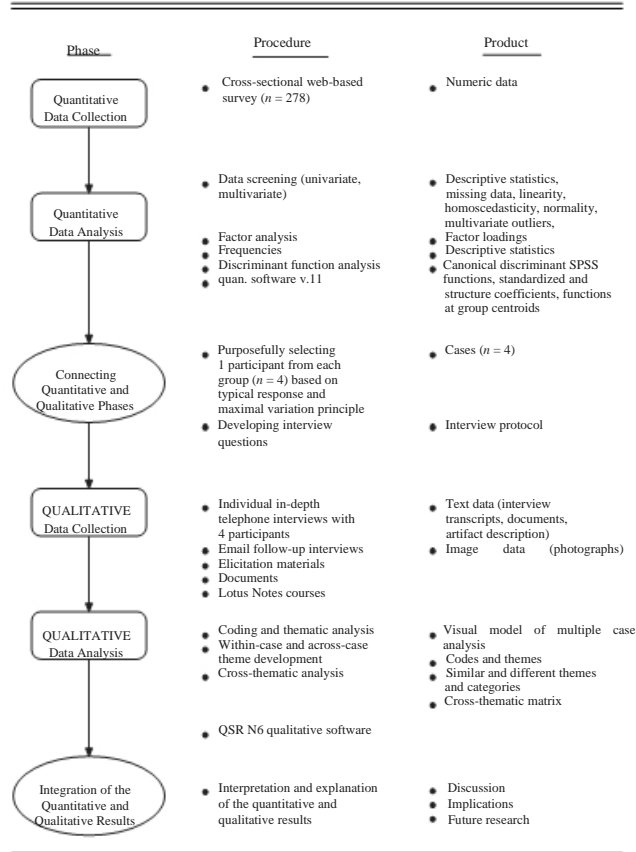 Phase
Procedure
Product
Quantitative
Data Collection
Cross-sectional web-based
survey (n = 278)
Numeric data
Quantitative
Data Analysis
Data screening (univariate,
multivariate)
Factor analysis
Frequencies
Discriminant function analysis
quan. software v.11
Descriptive statistics,
missing data, linearity,
homoscedasticity, normality,
multivariate outliers,
Factor loadings
Descriptive statistics
Canonical discriminant SPSS
functions, standardized and
structure coefficients, functions
at group centroids
Connecting
Quantitative and
Qualitative Phases
Purposefully selecting
1 participant from each
group (n = 4) based on
typical response and
maximal variation principle
Developing interview
questions
Cases (n = 4)
Interview protocol
QUALITATIVE
Data Collection
Individual in-depth
telephone interviews with
4 participants
Email follow-up interviews
Elicitation materials
Documents
Lotus Notes courses
Text data (interview
transcripts, documents,
artifact description)
Image data (photographs)
QUALITATIVE
Data Analysis
Coding and thematic analysis
Within-case and across-case
theme development
Cross-thematic analysis
QSR N6 qualitative software
Visual model of multiple case
analysis
Codes and themes
Similar and different themes
and categories
Cross-thematic matrix
Integration of the
Quantitative and
Qualitative Results
Interpretation and explanation
of the quantitative and
qualitative results
Discussion
Implications
Future research